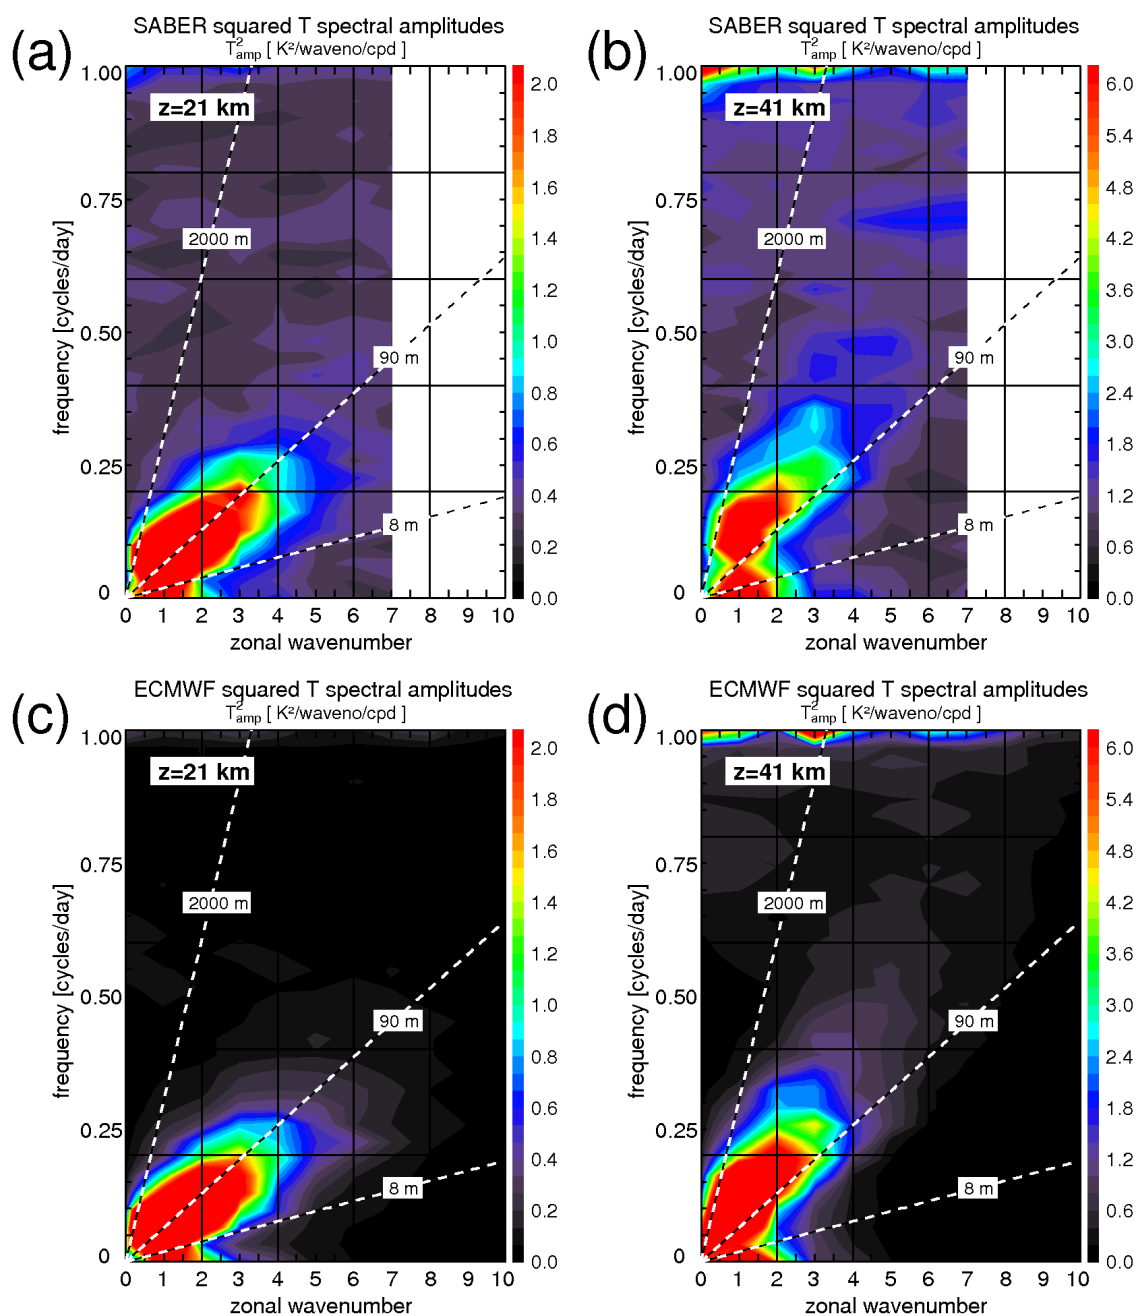 (a)
SABER squared T spectral amplitudes
T²amp [ K²/waveno/cpd ]
z=21 km
2000 m
90 m
8 m
1.00
0.75
0.50
0.25
0
frequency [cycles/day]
0 1 2 3 4 5 6 7 8 9 10
zonal wavenumber
2.0
1.8
1.6
1.4
1.2
1.0
0.8
0.6
0.4
0.2
0.0
(b)
SABER squared T spectral amplitudes
T²amp [ K²/waveno/cpd ]
z=41 km
2000 m
90 m
8 m
1.00
0.75
0.50
0.25
0
frequency [cycles/day]
0 1 2 3 4 5 6 7 8 9 10
zonal wavenumber
6.0
5.4
4.8
4.2
3.6
3.0
2.4
1.8
1.2
0.6
0.0
(c)
ECMWF squared T spectral amplitudes
T²amp [ K²/waveno/cpd ]
z=21 km
2000 m
90 m
8 m
1.00
0.75
0.50
0.25
0
frequency [cycles/day]
0 1 2 3 4 5 6 7 8 9 10
zonal wavenumber
2.0
1.8
1.6
1.4
1.2
1.0
0.8
0.6
0.4
0.2
0.0
(d)
ECMWF squared T spectral amplitudes
T²amp [ K²/waveno/cpd ]
z=41 km
2000 m
90 m
8 m
1.00
0.75
0.50
0.25
0
frequency [cycles/day]
0 1 2 3 4 5 6 7 8 9 10
zonal wavenumber
6.0
5.4
4.8
4.2
3.6
3.0
2.4
1.8
1.2
0.6
0.0